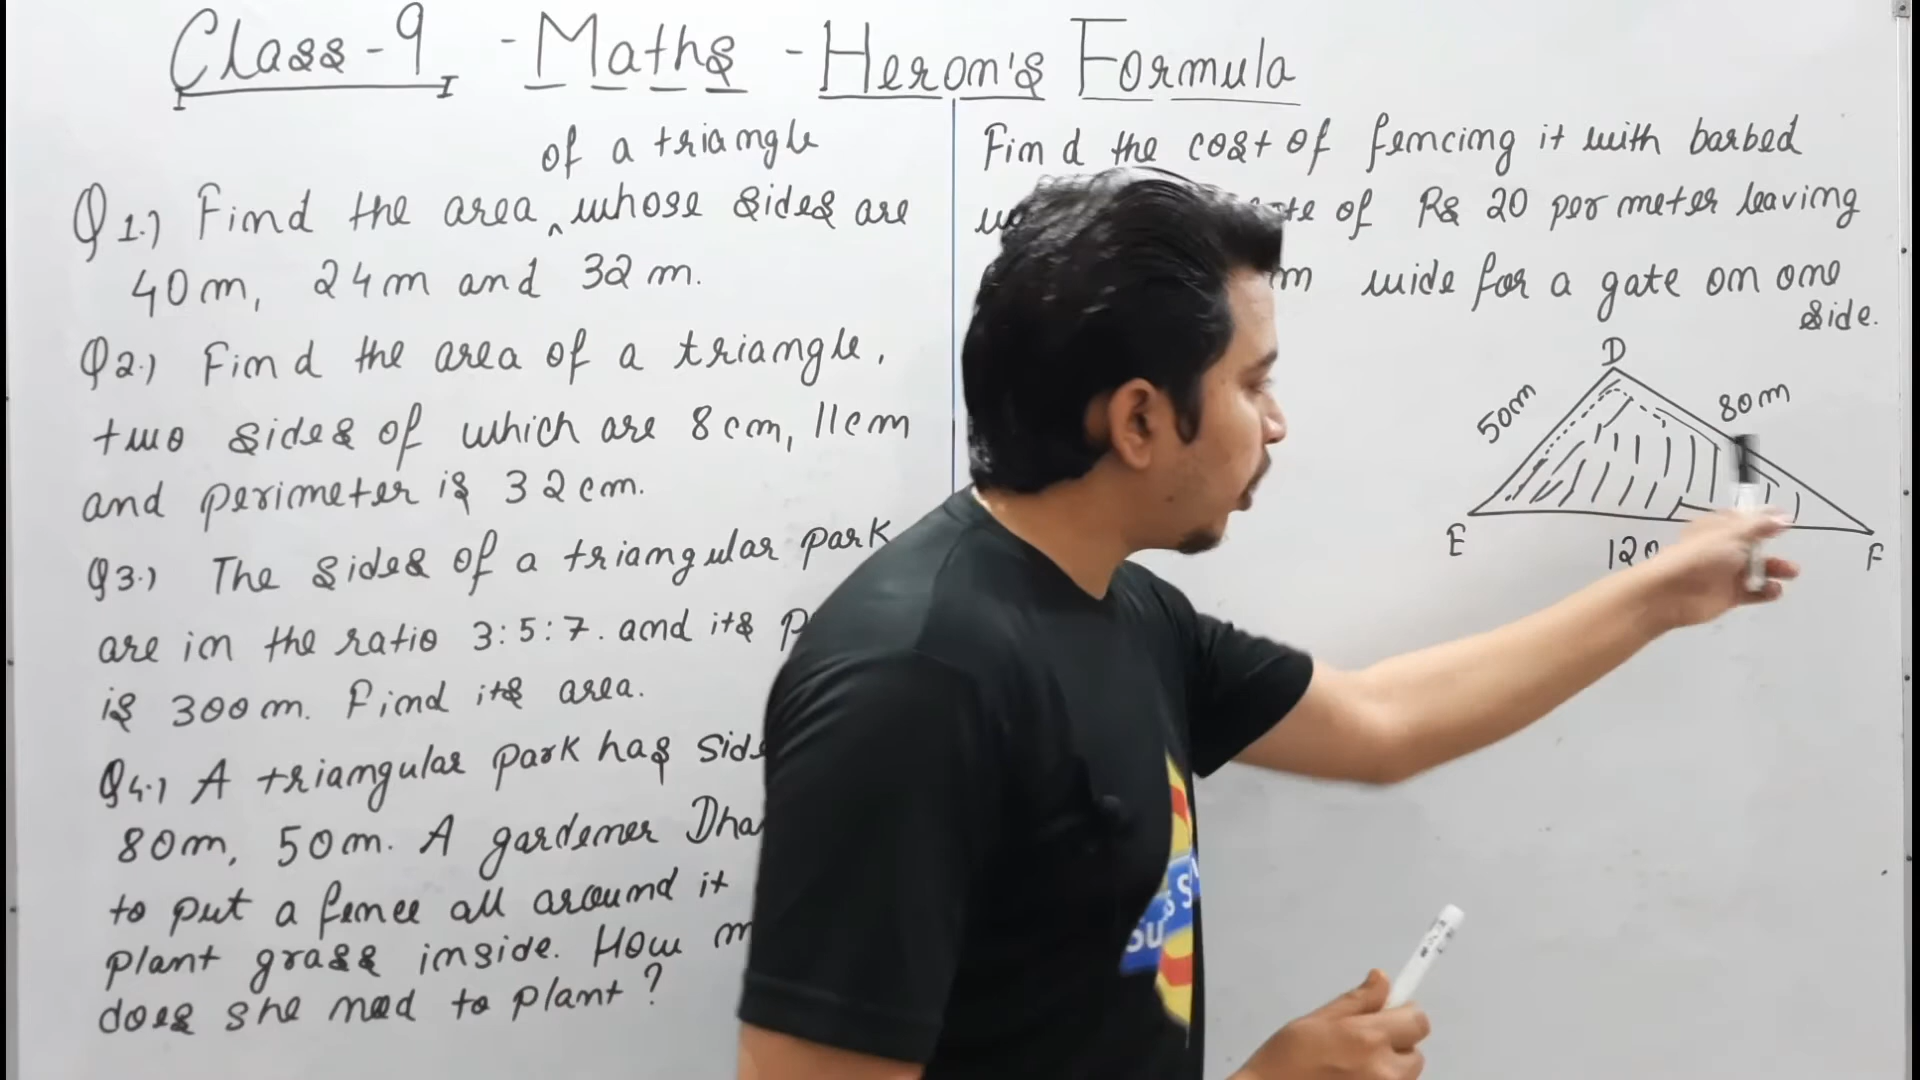 Class-9 - Maths - Heron's Formula
of a triangle
Q1.) Find the area ^ whose sides are
40m, 24m and 32m.
Q2.) Find the area of a triangle,
two sides of which are 8cm, 11cm
and perimeter is 32cm.
Q3.) The sides of a triangular park
are in the ratio 3:5:7. and its
is 300m. Find its area.
Q4.) A triangular park has
80m, 50m. A gardener
to put a fence all around it
plant grass inside. How
does she need to plant?
Find the cost of fencing it with barbed
of Rs 20 per meter leaving
m wide for a gate on one
side.
D
50m
80m
E
F